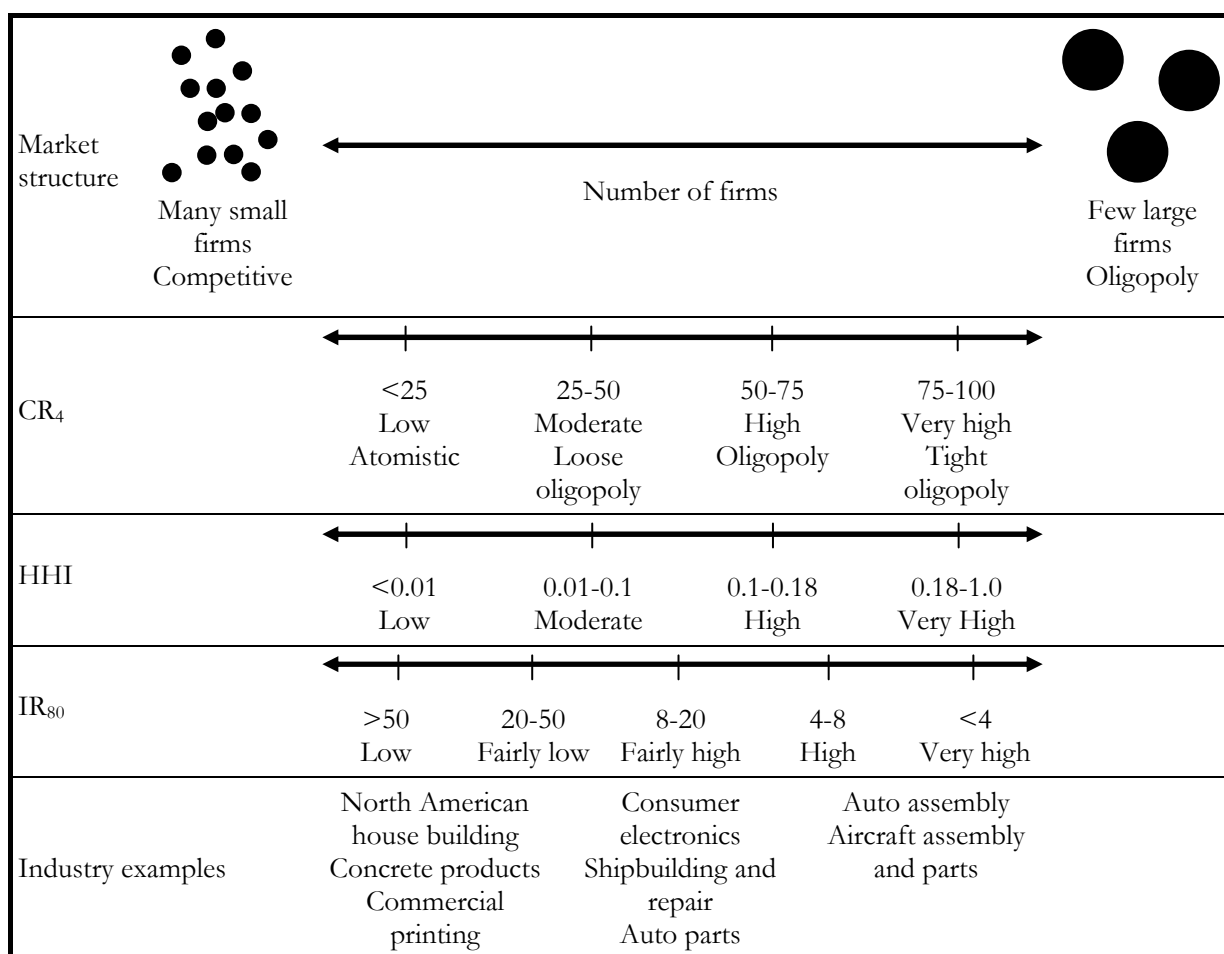 Market
structure
Many small
firms
Competitive
Number of firms
Few large
firms
Oligopoly
CR₄
<25
Low
Atomistic
25-50
Moderate
Loose
oligopoly
50-75
High
Oligopoly
75-100
Very high
Tight
oligopoly
HHI
<0.01
Low
0.01-0.1
Moderate
0.1-0.18
High
0.18-1.0
Very High
IR₈₀
>50
Low
20-50
Fairly low
8-20
Fairly high
4-8
High
<4
Very high
Industry examples
North American
house building
Concrete products
Commercial
printing
Consumer
electronics
Shipbuilding and
repair
Auto parts
Auto assembly
Aircraft assembly
and parts